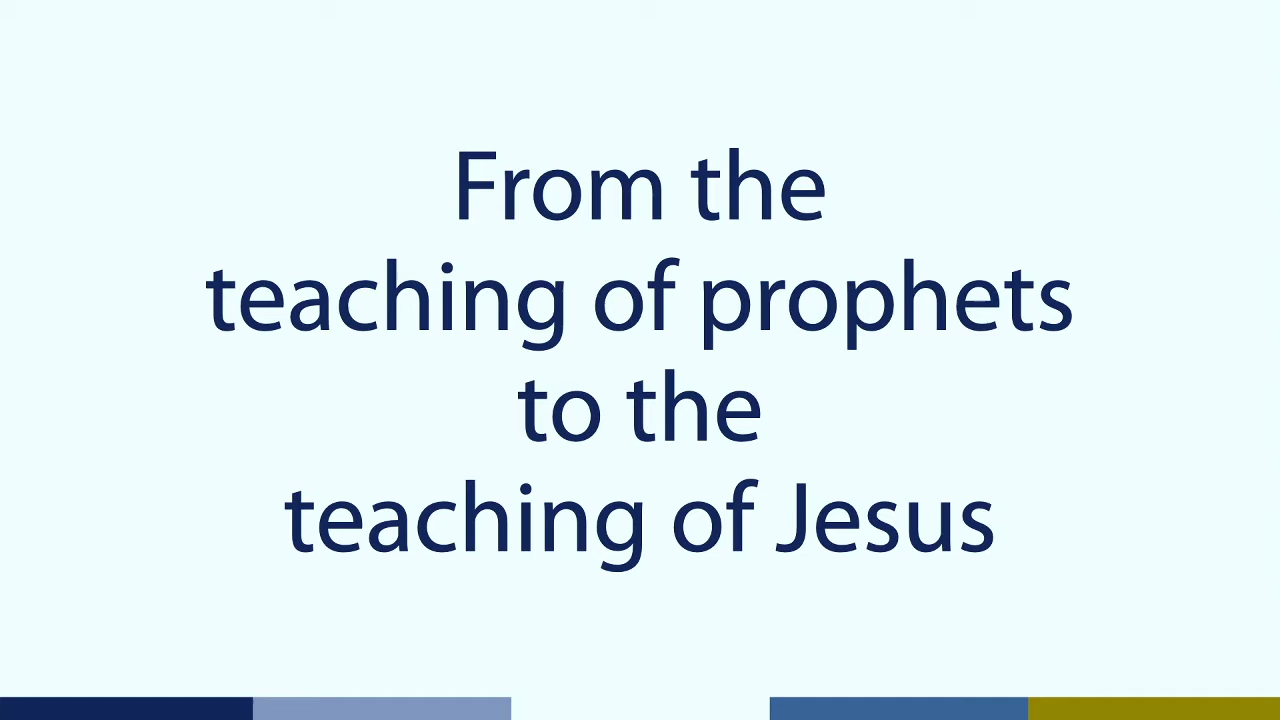 From the
teaching of prophets
to the
teaching of Jesus